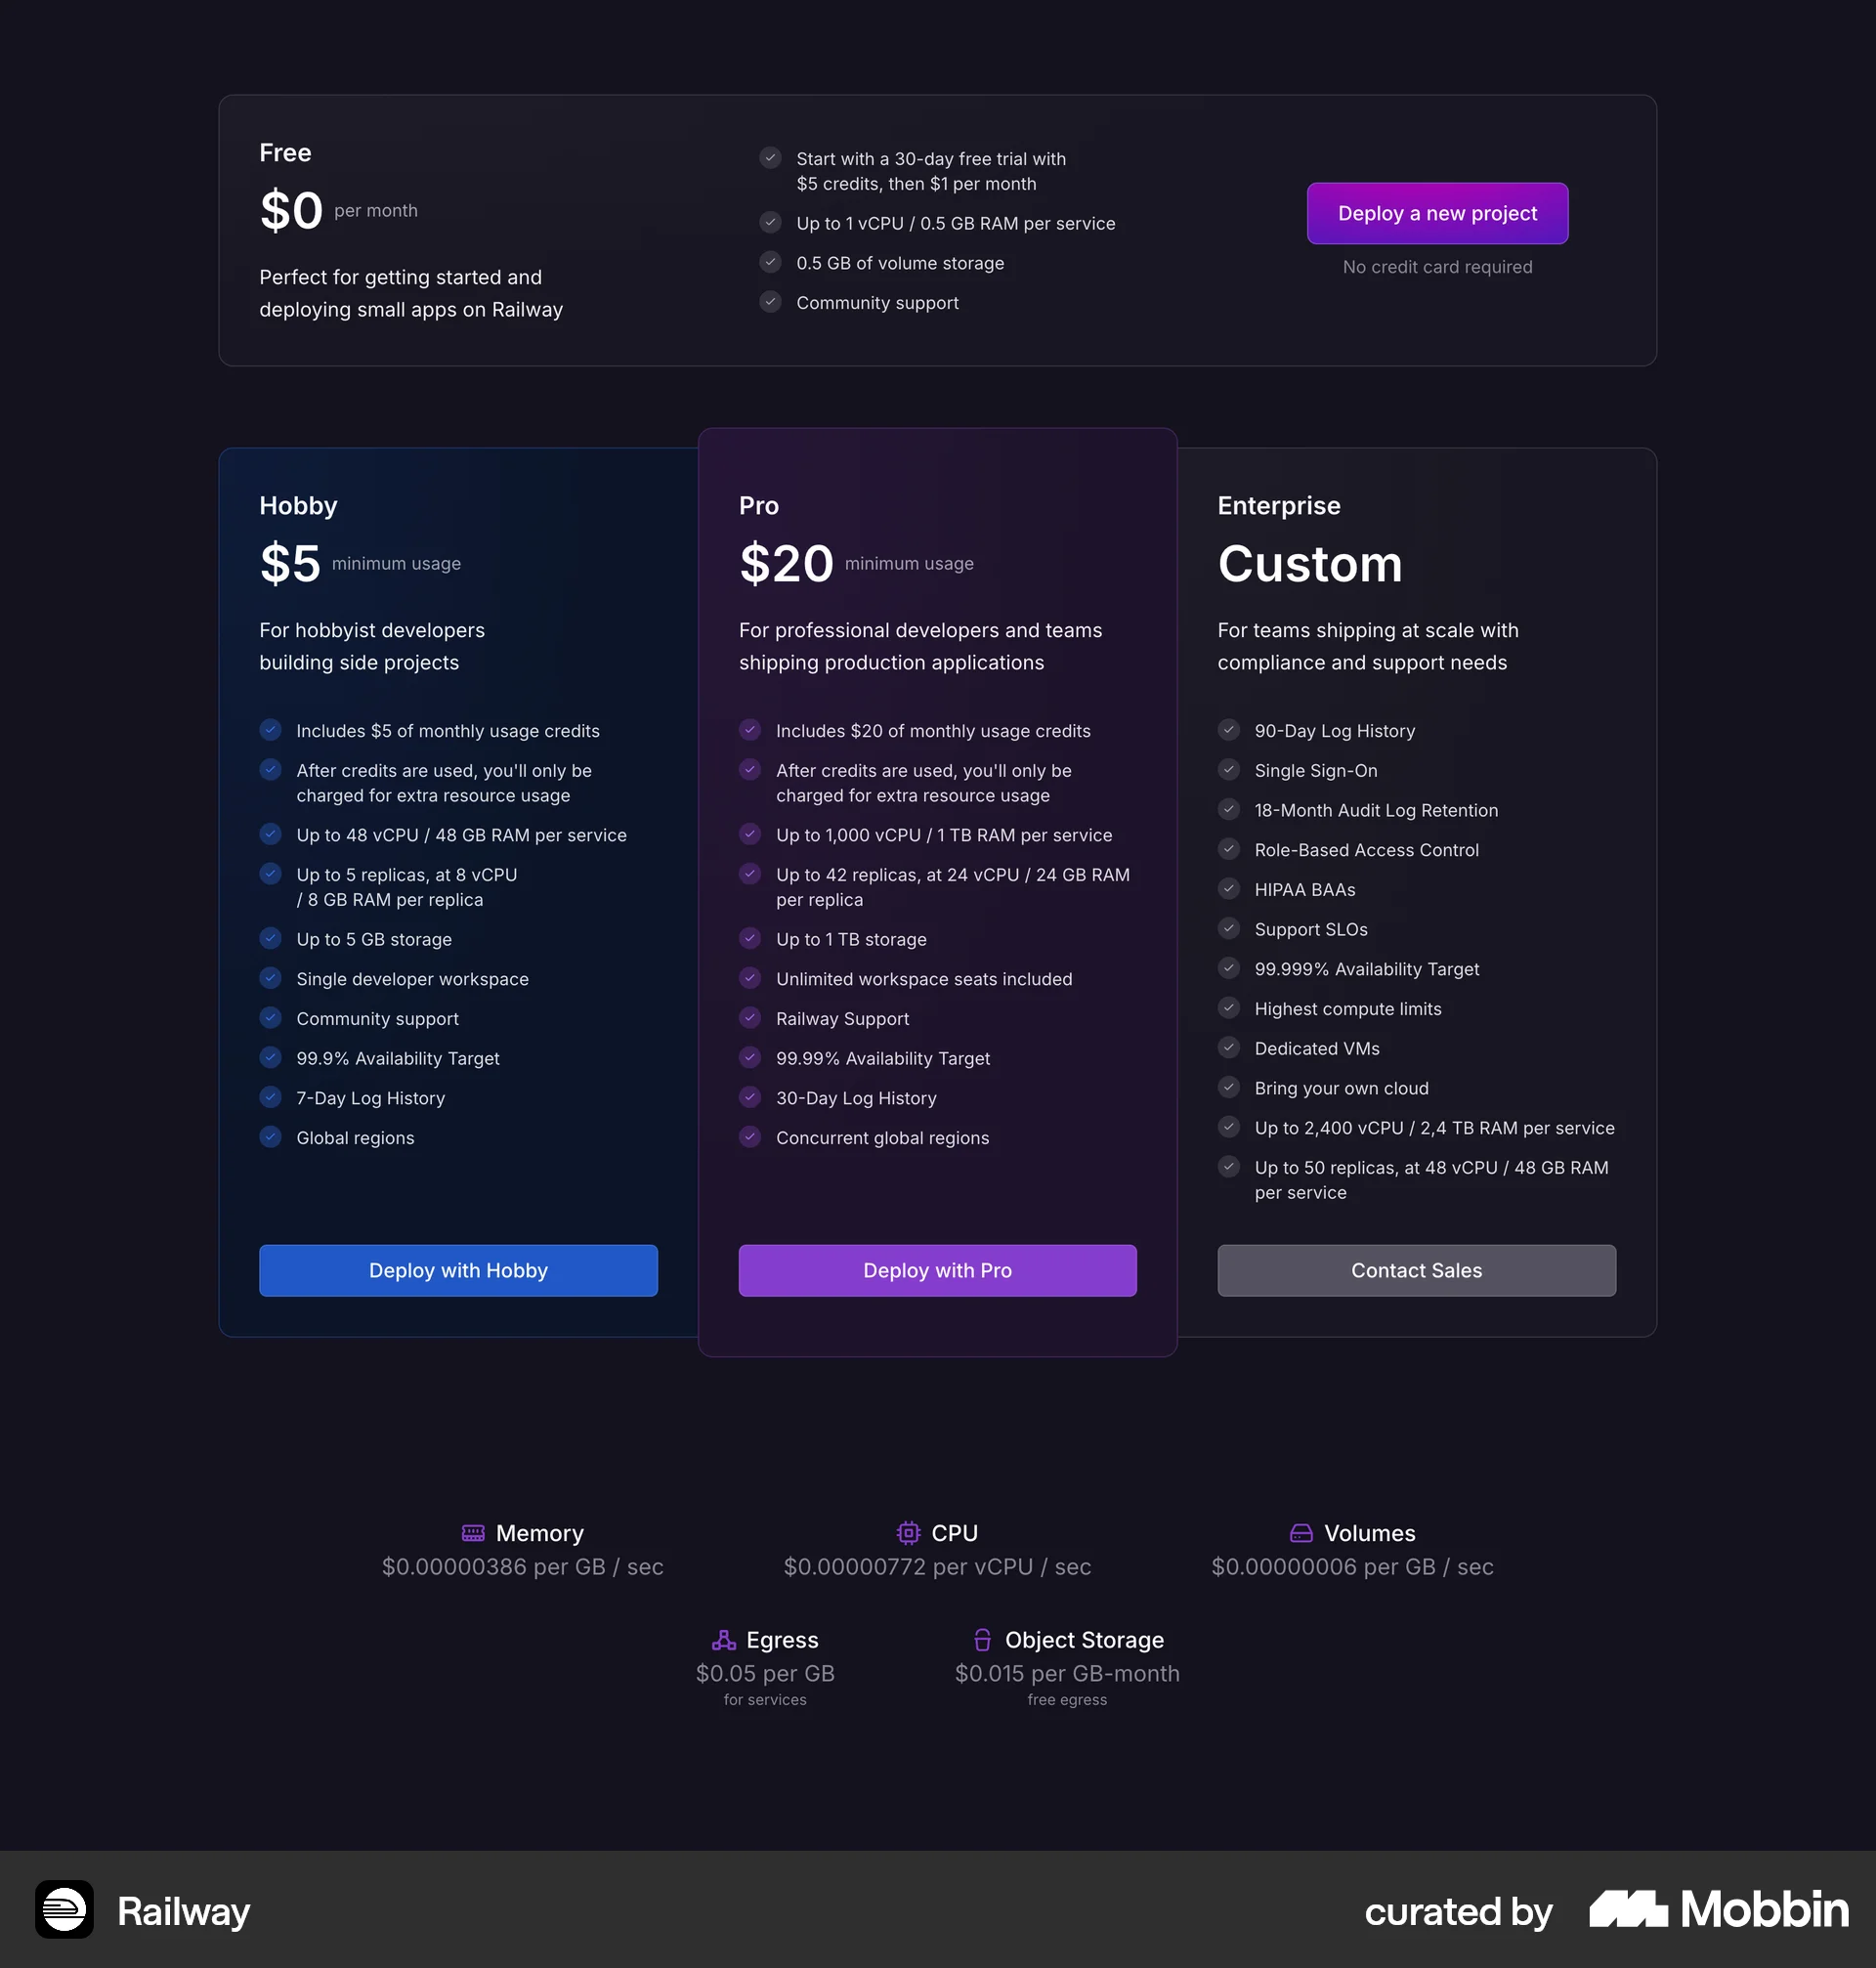 Free
$0 per month
Perfect for getting started and
deploying small apps on Railway
Start with a 30-day free trial with
$5 credits, then $1 per month
Up to 1 vCPU / 0.5 GB RAM per service
0.5 GB of volume storage
Community support
Deploy a new project
No credit card required
Hobby
$5 minimum usage
For hobbyist developers
building side projects
Includes $5 of monthly usage credits
After credits are used, you'll only be
charged for extra resource usage
Up to 48 vCPU / 48 GB RAM per service
Up to 5 replicas, at 8 vCPU
/ 8 GB RAM per replica
Up to 5 GB storage
Single developer workspace
Community support
99.9% Availability Target
7-Day Log History
Global regions
Deploy with Hobby
Pro
$20 minimum usage
For professional developers and teams
shipping production applications
Includes $20 of monthly usage credits
After credits are used, you'll only be
charged for extra resource usage
Up to 1,000 vCPU / 1 TB RAM per service
Up to 42 replicas, at 24 vCPU / 24 GB RAM
per replica
Up to 1 TB storage
Unlimited workspace seats included
Railway Support
99.99% Availability Target
30-Day Log History
Concurrent global regions
Deploy with Pro
Enterprise
Custom
For teams shipping at scale with
compliance and support needs
90-Day Log History
Single Sign-On
18-Month Audit Log Retention
Role-Based Access Control
HIPAA BAAs
Support SLOs
99.999% Availability Target
Highest compute limits
Dedicated VMs
Bring your own cloud
Up to 2,400 vCPU / 2,4 TB RAM per service
Up to 50 replicas, at 48 vCPU / 48 GB RAM
per service
Contact Sales
Memory
$0.00000386 per GB / sec
CPU
$0.00000772 per vCPU / sec
Volumes
$0.00000006 per GB / sec
Egress
$0.05 per GB
for services
Object Storage
$0.015 per GB-month
free egress
Railway
curated by Mobbin